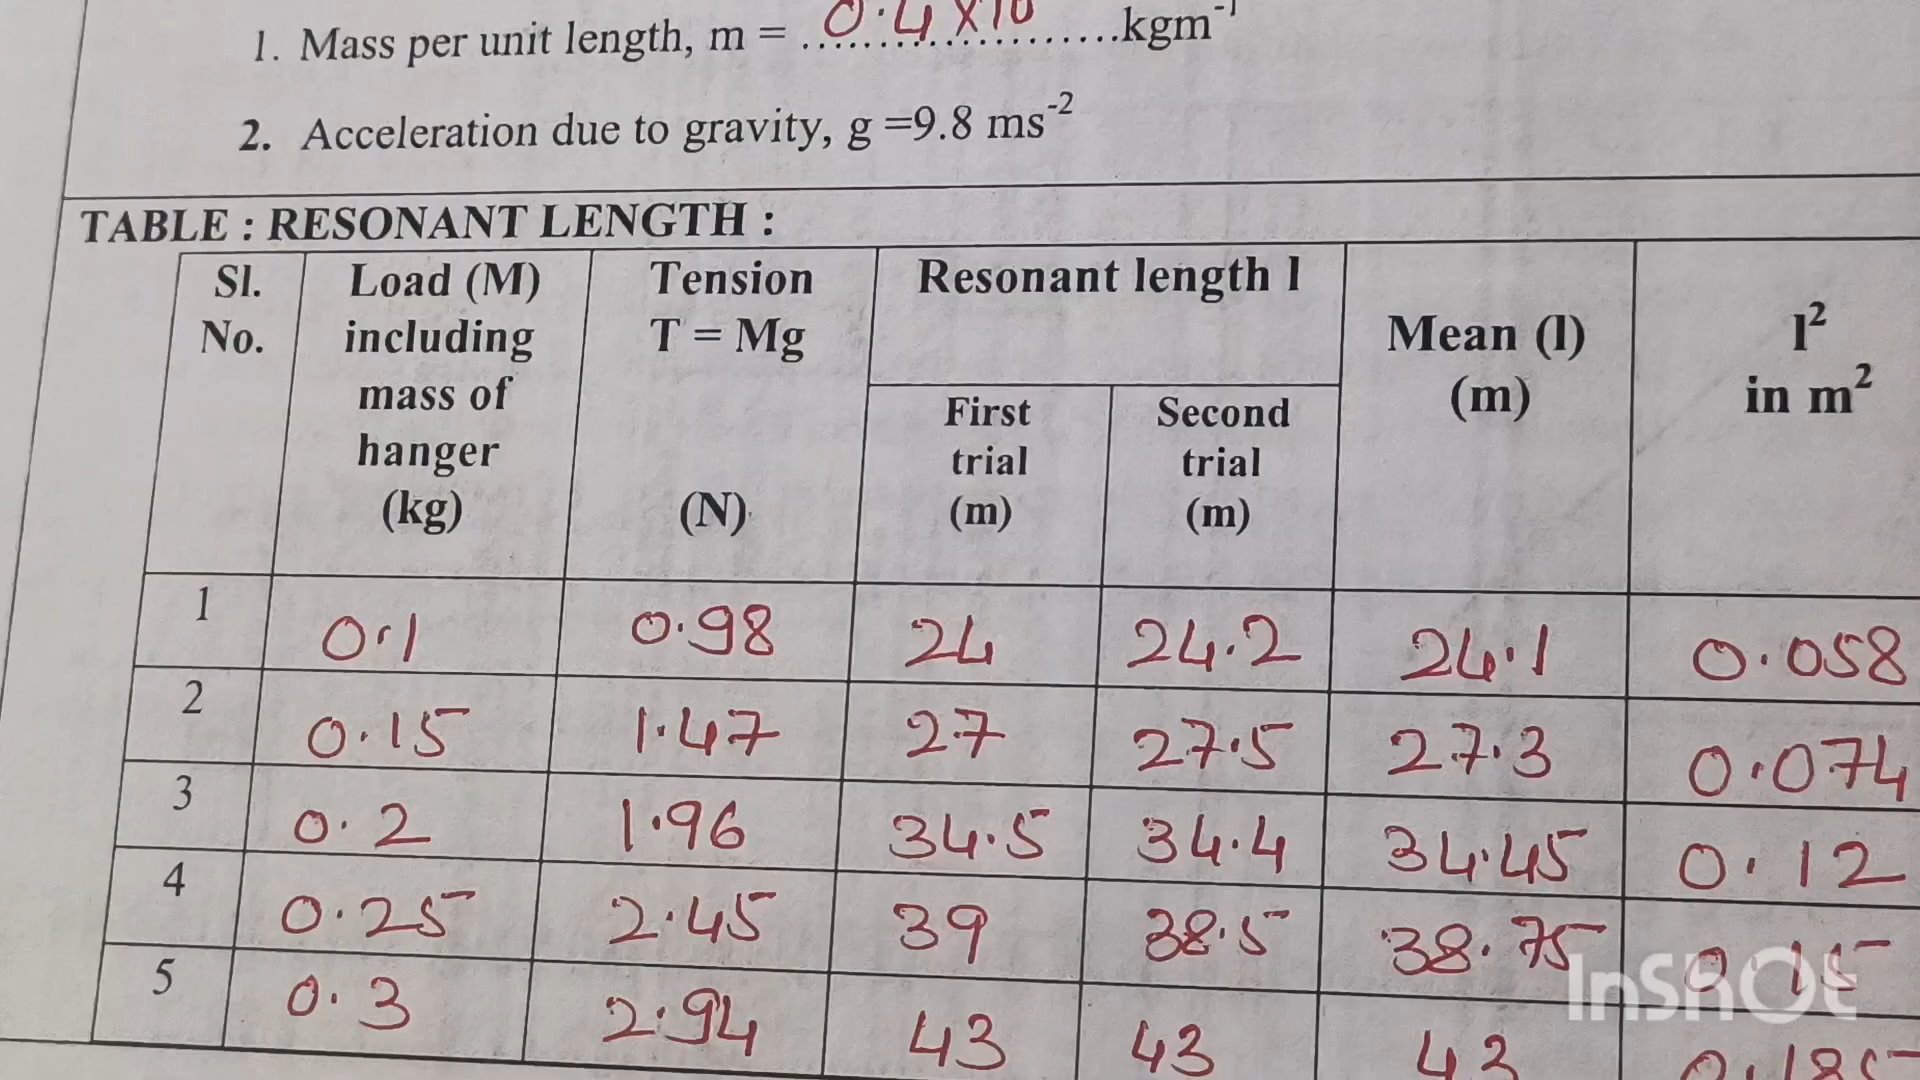 1. Mass per unit length, m = 0.4 x 10 kgm-1
2. Acceleration due to gravity, g =9.8 ms-2
TABLE : RESONANT LENGTH :
Sl. No. Load (M) including mass of hanger (kg) Tension T = Mg (N) Resonant length l Mean (l) (m) l2 in m2
First trial (m) Second trial (m)
1 0.1 0.98 24 24.2 24.1 0.058
2 0.15 1.47 27 27.5 27.3 0.074
3 0.2 1.96 34.5 34.4 34.45 0.12
4 0.25 2.45 39 38.5 38.75 0.15
5 0.3 2.94 43 43 43
InShOt